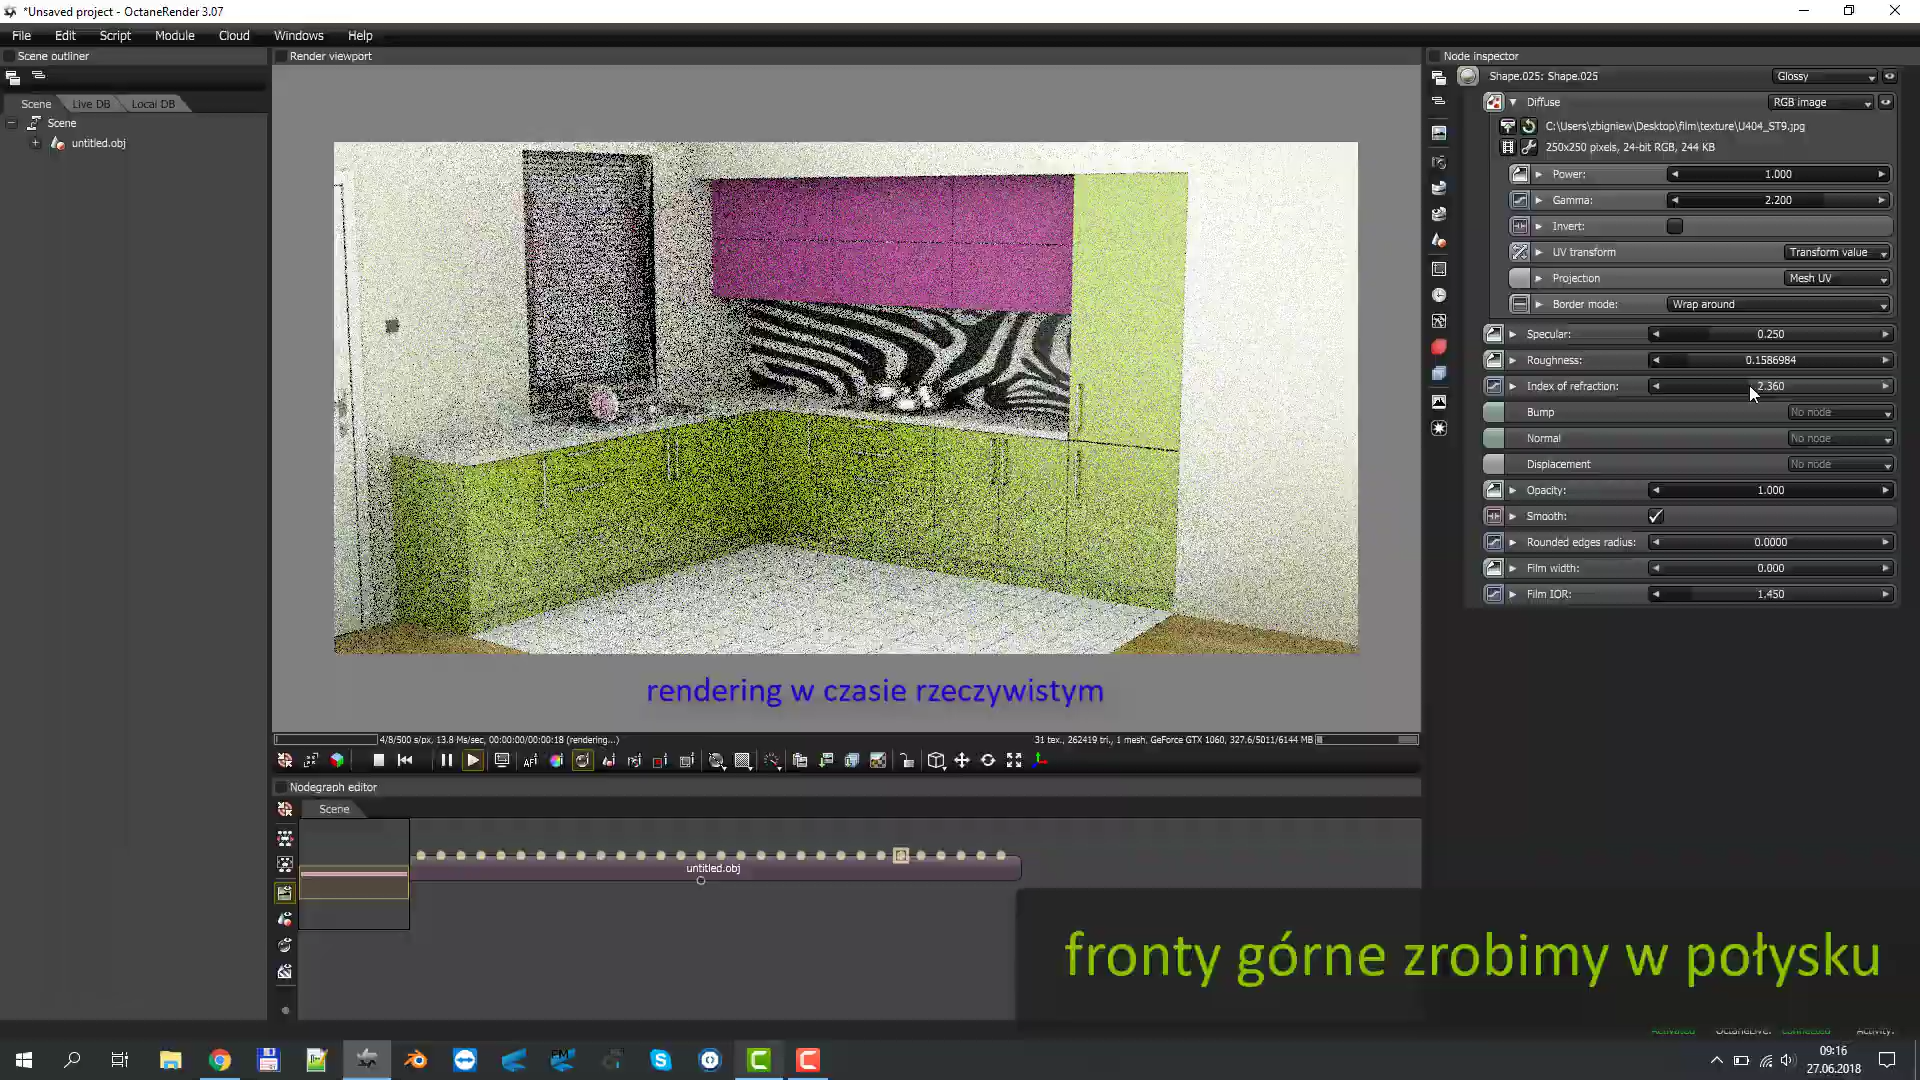 *Unsaved project - OctaneRender 3.07
File Edit Script Module Cloud Windows Help
Scene outliner
Render viewport
Node inspector
Scene Live DB Local DB
Scene
untitled.obj
Shape.025: Shape.025
Glossy
Diffuse
RGB image
C:\Users\zbigniew\Desktop\film\texture\U404_ST9.jpg
250x250 pixels, 24-bit RGB, 244 KB
Power: 1.000
Gamma: 2.200
Invert:
UV transform Transform value
Projection Mesh UV
Border mode: Wrap around
Specular: 0.250
Roughness: 0.1586984
Index of refraction: 2.360
Bump No node
Normal No node
Displacement No node
Opacity: 1.000
Smooth:
Rounded edges radius: 0.0000
Film width: 0.000
Film IOR: 1.450
rendering w czasie rzeczywistym
4/8/500 s/px, 13.8 Ms/sec, 00:00:00/00:00:18 (rendering...)
31 tex., 262419 tri., 1 mesh, GeForce GTX 1060, 327.6/5011/6144 MB
AF
Nodegraph editor
Scene
untitled.obj
fronty górne zrobimy w połysku
Activated OctaneLive: connected Activity:
09:16
27.06.2018